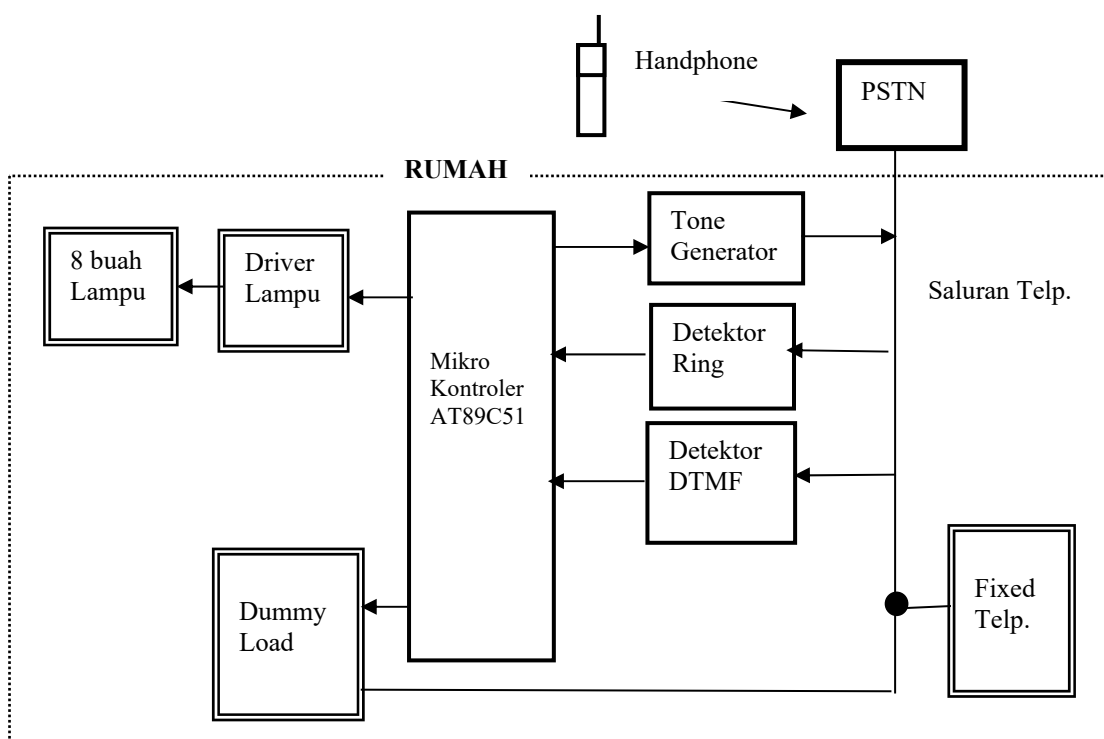 Handphone
PSTN
RUMAH
8 buah
Lampu
Driver
Lampu
Mikro
Kontroler
AT89C51
Tone
Generator
Saluran Telp.
Detektor
Ring
Detektor
DTMF
Dummy
Load
Fixed
Telp.